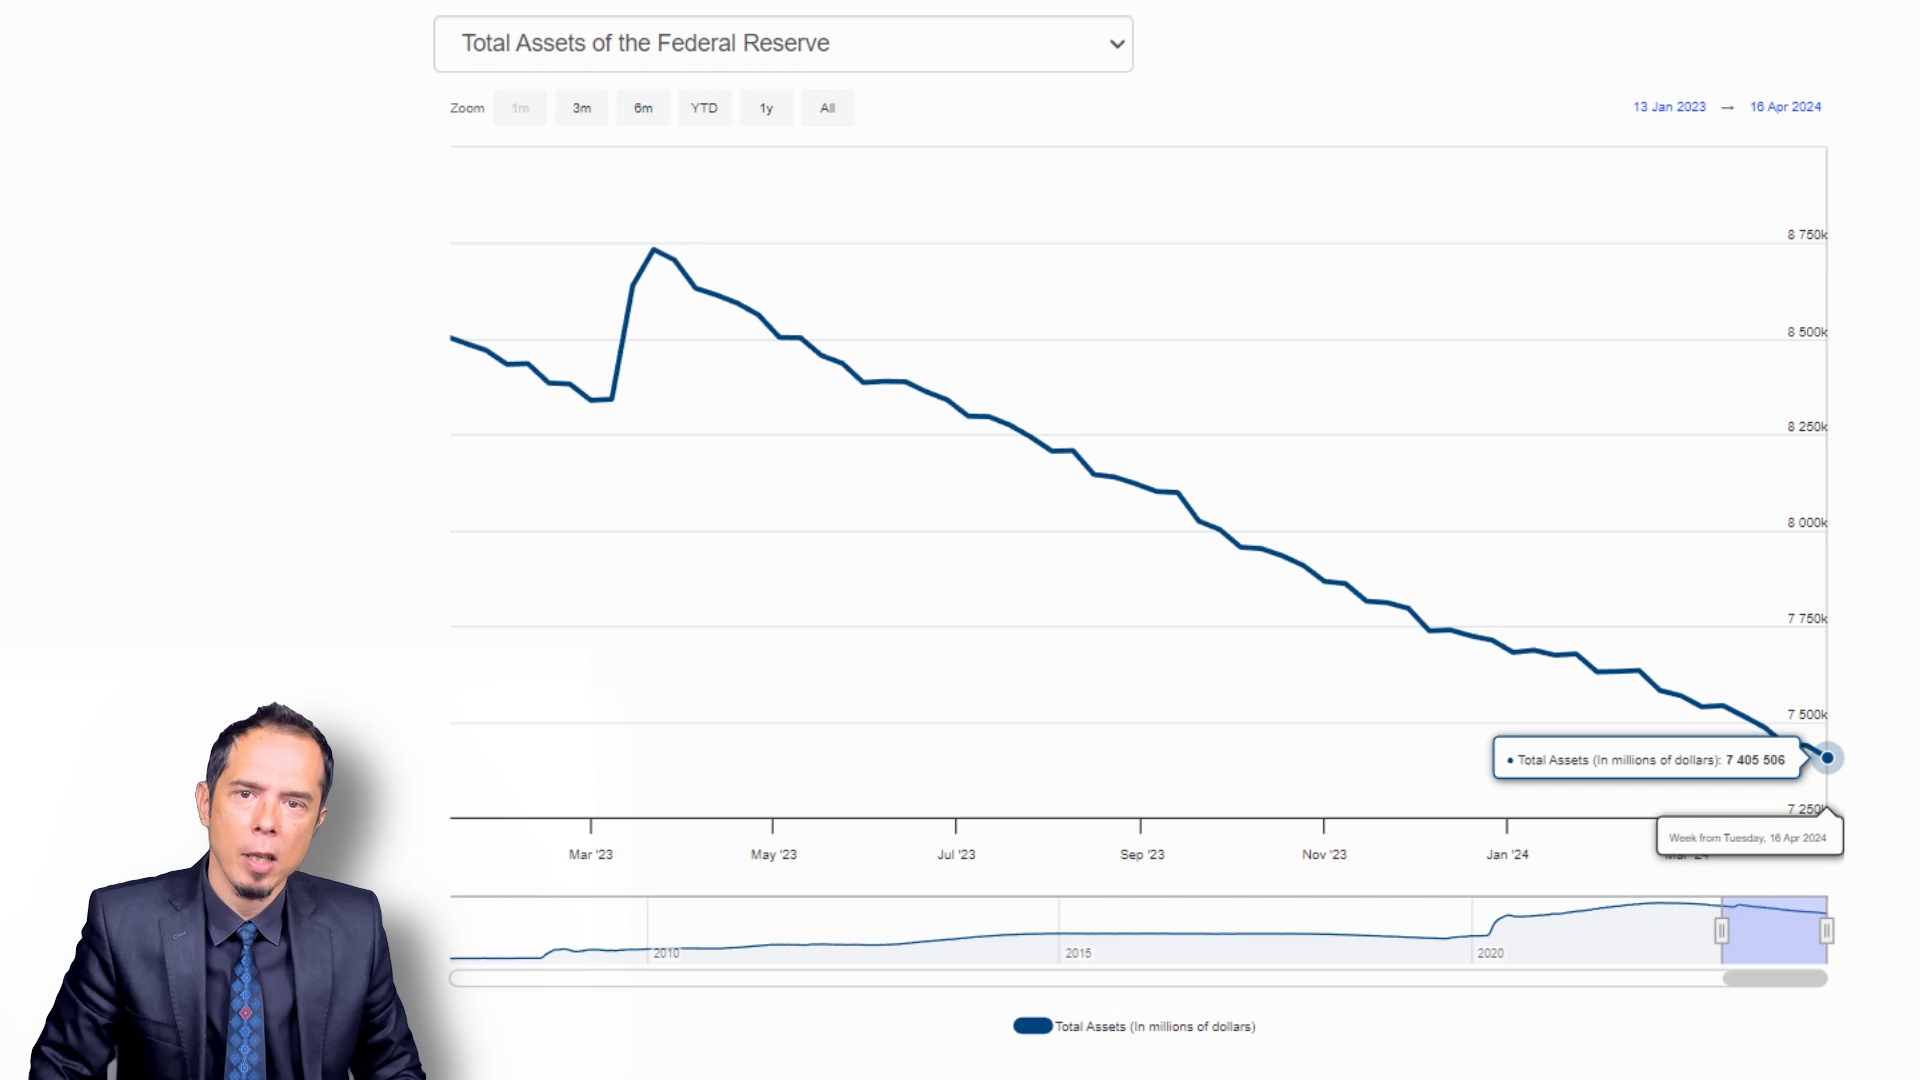 Total Assets of the Federal Reserve
Zoom 1m 3m 6m YTD 1y All
13 Jan 2023 → 16 Apr 2024
8 750k
8 500k
8 250k
8 000k
7 750k
7 500k
• Total Assets (In millions of dollars): 7 405 506
7 250k
Week from Tuesday, 16 Apr 2024
Mar '23 May '23 Jul '23 Sep '23 Nov '23 Jan '24 Mar '24
2010 2015 2020
Total Assets (In millions of dollars)